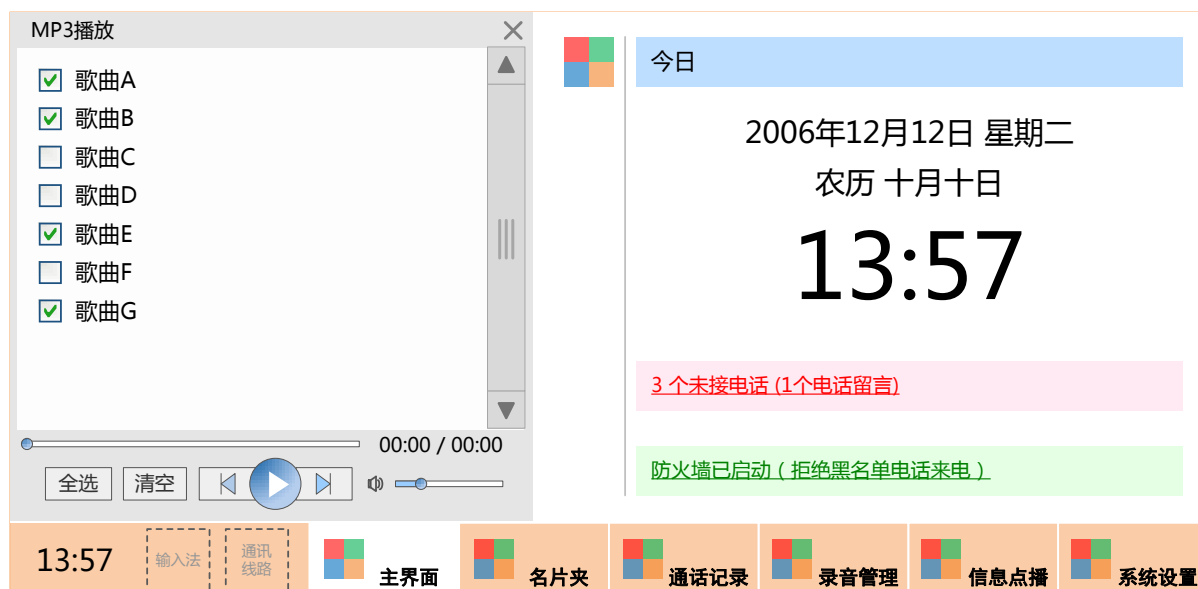 MP3播放
歌曲A
歌曲B
歌曲C
歌曲D
歌曲E
歌曲F
歌曲G
00:00 / 00:00
全选
清空
今日
2006年12月12日 星期二
农历 十月十日
13:57
3 个未接电话 (1个电话留言)
防火墙已启动 ( 拒绝黑名单电话来电 )
13:57
输入法
通讯
线路
主界面
名片夹
通话记录
录音管理
信息点播
系统设置